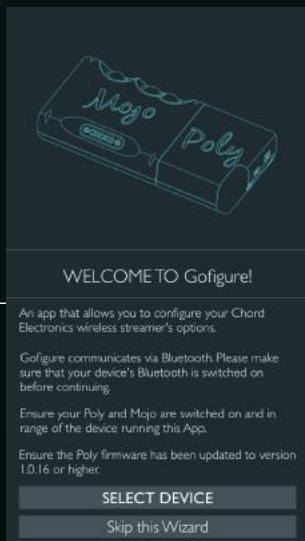 Mojo
Poly
CHORD
WELCOME TO Gofigure!
An app that allows you to configure your Chord
Electronics wireless streamer's options.
Gofigure communicates via Bluetooth. Please make
sure that your device's Bluetooth is switched on
before continuing.
Ensure your Poly and Mojo are switched on and in
range of the device running this App.
Ensure the Poly firmware has been updated to version
1.0.16 or higher.
SELECT DEVICE
Skip this Wizard